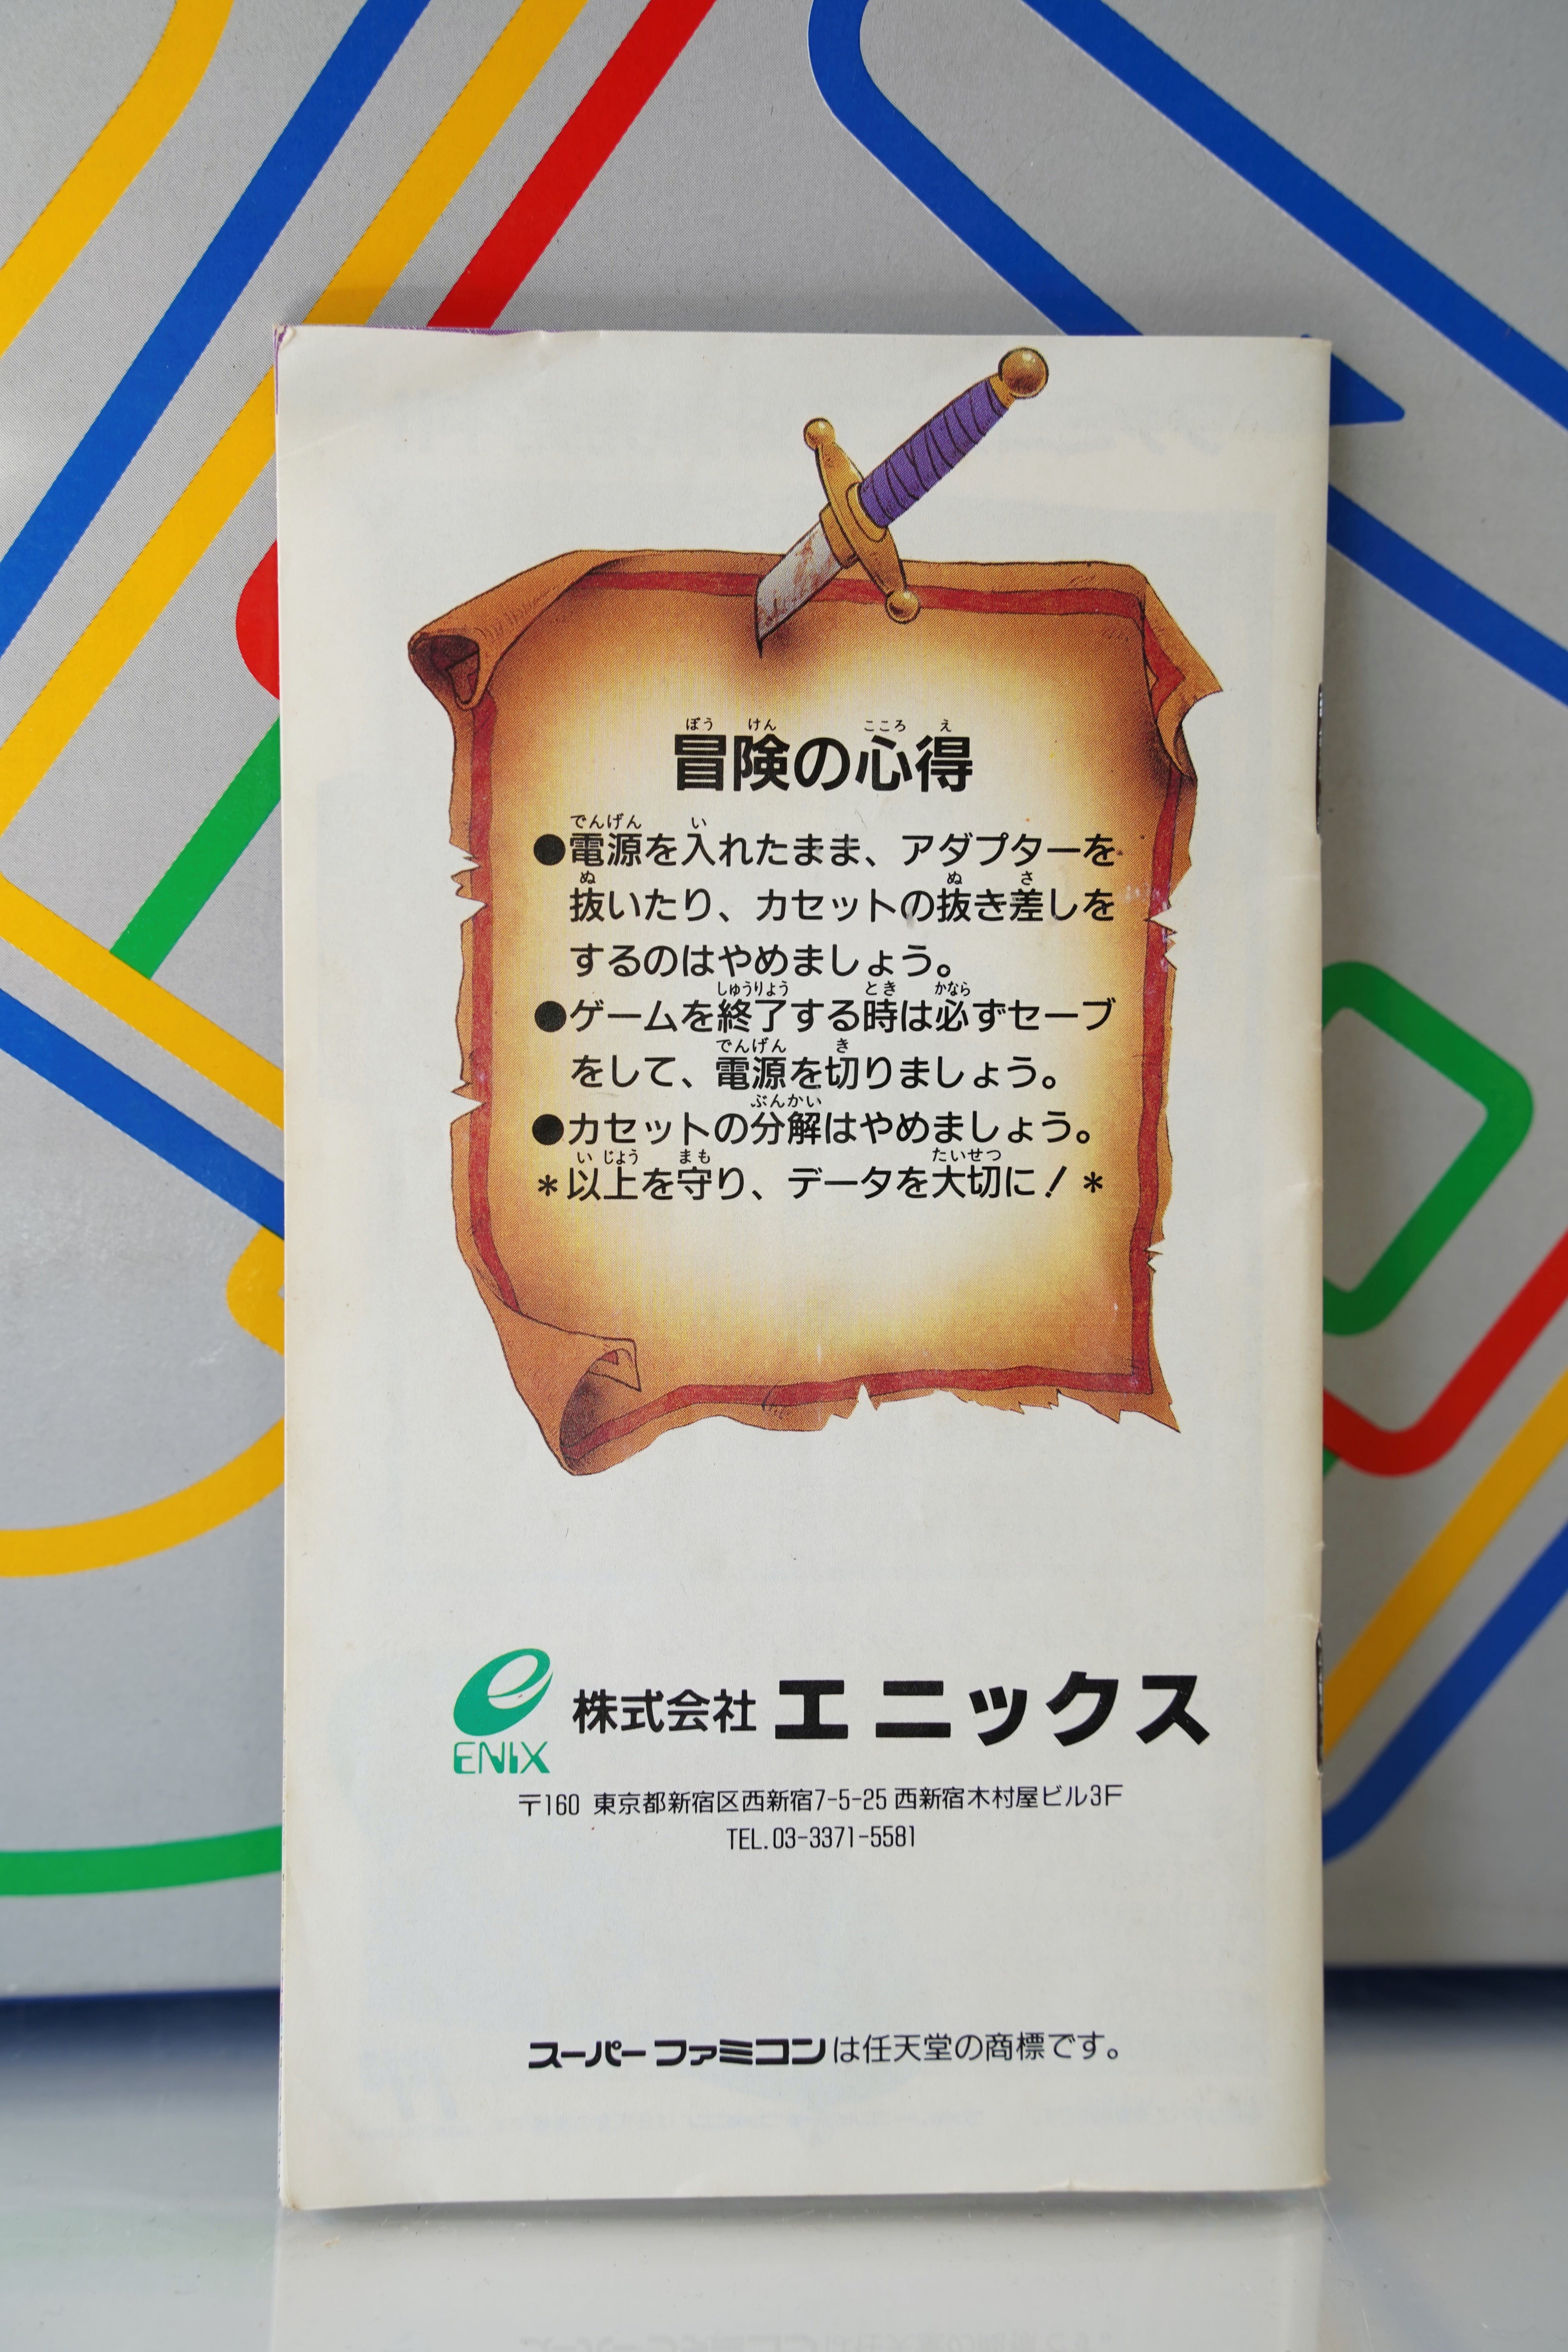 冒険の心得
●電源を入れたまま、アダプターを
抜いたり、カセットの抜き差しを
するのはやめましょう。
●ゲームを終了する時は必ずセーブ
をして、電源を切りましょう。
●カセットの分解はやめましょう。
＊以上を守り、データを大切に！＊
ENIX 株式会社 エニックス
〒160 東京都新宿区西新宿7-5-25 西新宿木村屋ビル3F
TEL.03-3371-5581
スーパーファミコンは任天堂の商標です。